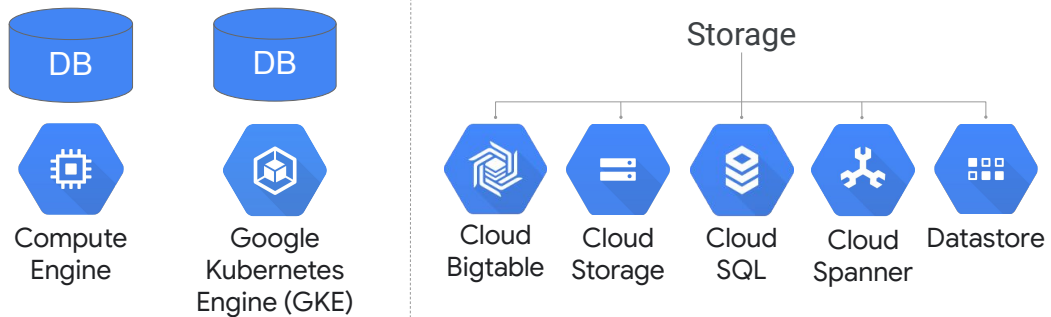 DB
DB
Compute
Engine
Google
Kubernetes
Engine (GKE)
Storage
Cloud
Bigtable
Cloud
Storage
Cloud
SQL
Cloud
Spanner
Datastore